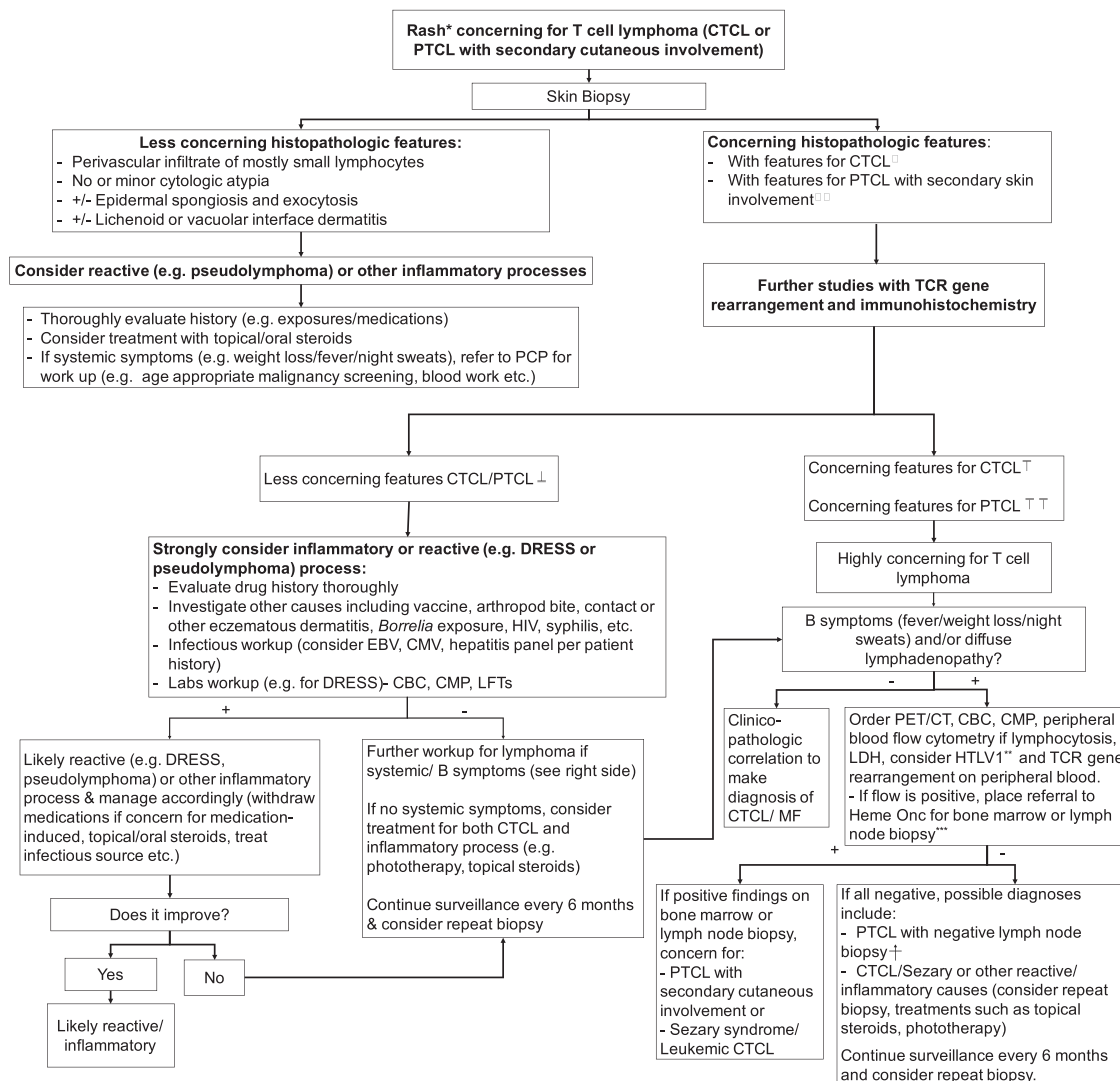 Rash* concerning for T cell lymphoma (CTCL or
PTCL with secondary cutaneous involvement)
Skin Biopsy
Less concerning histopathologic features:
- Perivascular infiltrate of mostly small lymphocytes
- No or minor cytologic atypia
- +/- Epidermal spongiosis and exocytosis
- +/- Lichenoid or vacuolar interface dermatitis
Concerning histopathologic features:
- With features for CTCL▯
- With features for PTCL with secondary skin
involvement▯▯
Consider reactive (e.g. pseudolymphoma) or other inflammatory processes
Further studies with TCR gene
rearrangement and immunohistochemistry
- Thoroughly evaluate history (e.g. exposures/medications)
- Consider treatment with topical/oral steroids
- If systemic symptoms (e.g. weight loss/fever/night sweats), refer to PCP for
work up (e.g. age appropriate malignancy screening, blood work etc.)
Less concerning features CTCL/PTCL ⊥
Concerning features for CTCL⊤
Concerning features for PTCL ⊤⊤
Strongly consider inflammatory or reactive (e.g. DRESS or
pseudolymphoma) process:
- Evaluate drug history thoroughly
- Investigate other causes including vaccine, arthropod bite, contact or
other eczematous dermatitis, Borrelia exposure, HIV, syphilis, etc.
- Infectious workup (consider EBV, CMV, hepatitis panel per patient
history)
- Labs workup (e.g. for DRESS)- CBC, CMP, LFTs
Highly concerning for T cell
lymphoma
B symptoms (fever/weight loss/night
sweats) and/or diffuse
lymphadenopathy?
+
-
-
+
Likely reactive (e.g. DRESS,
pseudolymphoma) or other inflammatory
process & manage accordingly (withdraw
medications if concern for medication-
induced, topical/oral steroids, treat
infectious source etc.)
Further workup for lymphoma if
systemic/ B symptoms (see right side)
If no systemic symptoms, consider
treatment for both CTCL and
inflammatory process (e.g.
phototherapy, topical steroids)
Continue surveillance every 6 months
& consider repeat biopsy
Clinico-
pathologic
correlation to
make
diagnosis of
CTCL/ MF
Order PET/CT, CBC, CMP, peripheral
blood flow cytometry if lymphocytosis,
LDH, consider HTLV1** and TCR gene
rearrangement on peripheral blood.
- If flow is positive, place referral to
Heme Onc for bone marrow or lymph
node biopsy***
+
-
Does it improve?
Yes
No
Likely reactive/
inflammatory
If positive findings on
bone marrow or
lymph node biopsy,
concern for:
- PTCL with
secondary cutaneous
involvement or
- Sezary syndrome/
Leukemic CTCL
If all negative, possible diagnoses
include:
- PTCL with negative lymph node
biopsy†
- CTCL/Sezary or other reactive/
inflammatory causes (consider repeat
biopsy, treatments such as topical
steroids, phototherapy)
Continue surveillance every 6 months
and consider repeat biopsy.